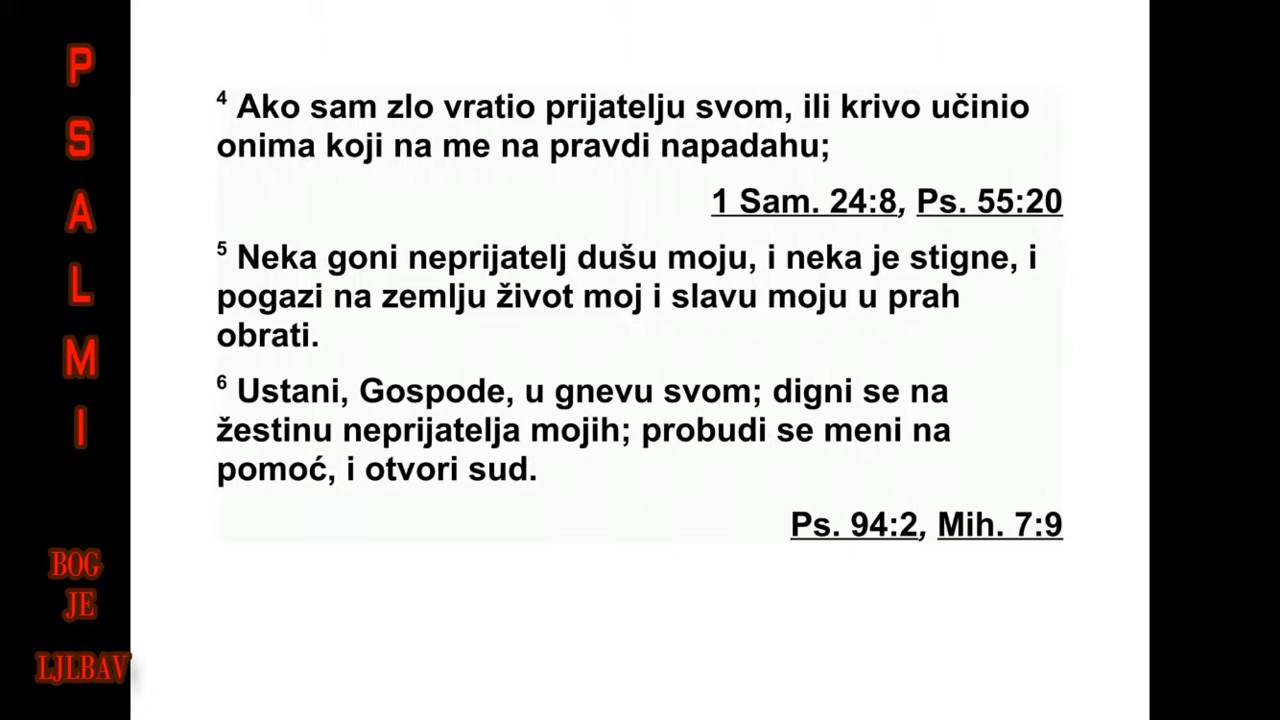 P
S
A
L
M
I
BOG
JE
LJLBAV
4 Ako sam zlo vratio prijatelju svom, ili krivo učinio
onima koji na me na pravdi napadahu;
1 Sam. 24:8, Ps. 55:20
5 Neka goni neprijatelj dušu moju, i neka je stigne, i
pogazi na zemlju život moj i slavu moju u prah
obrati.
6 Ustani, Gospode, u gnevu svom; digni se na
žestinu neprijatelja mojih; probudi se meni na
pomoć, i otvori sud.
Ps. 94:2, Mih. 7:9